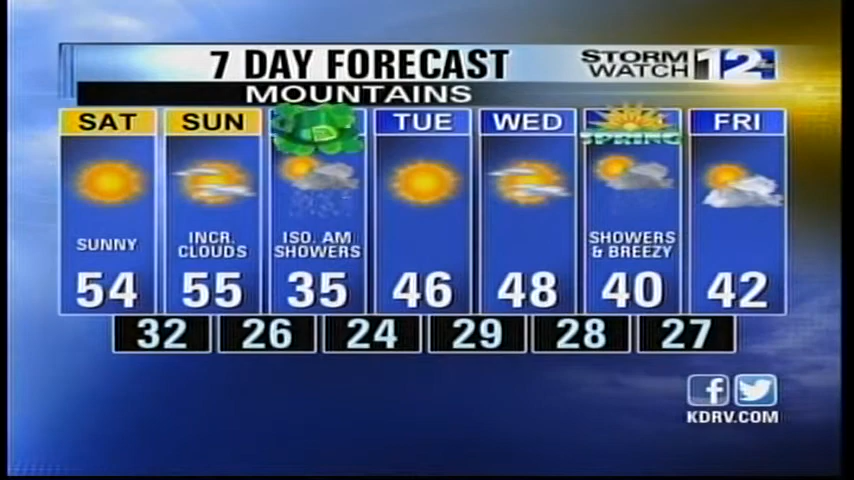 7 DAY FORECAST
STORM
WATCH 12
MOUNTAINS
SAT SUN TUE WED SPRING FRI
SUNNY
INCR.
CLOUDS
ISO. AM
SHOWERS
SHOWERS
& BREEZY
54 55 35 46 48 40 42
32 26 24 29 28 27
KDRV.COM